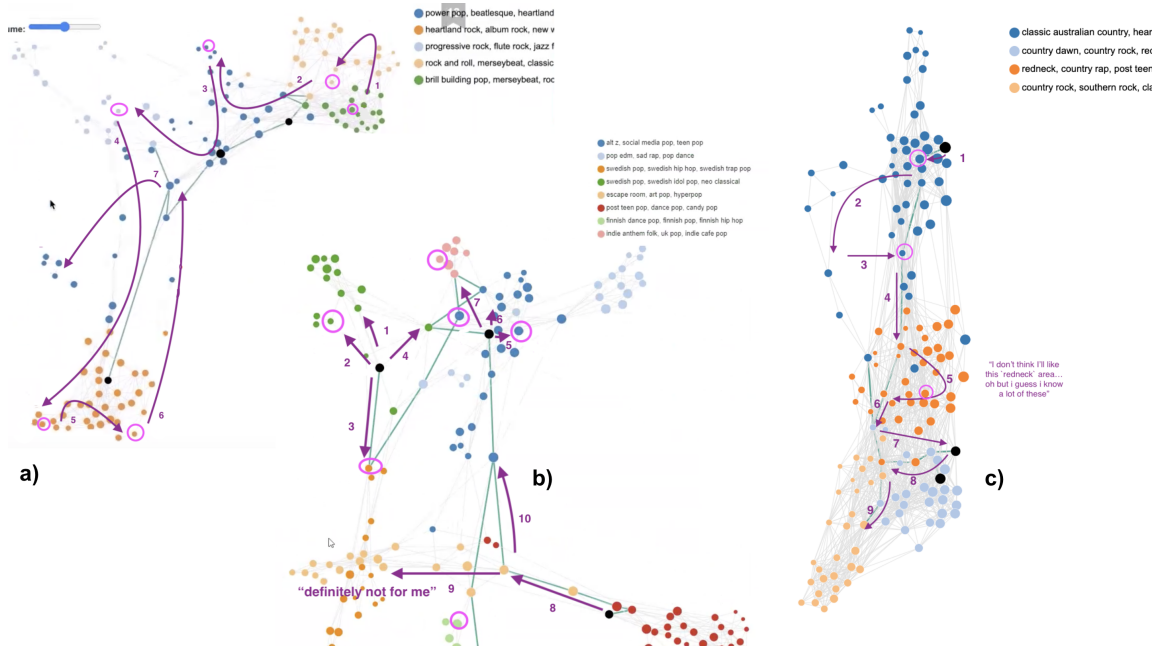 me:
power pop, beatlesque, heartland
heartland rock, album rock, new w
progressive rock, flute rock, jazz f
rock and roll, merseybeat, classic
brill building pop, merseybeat, roc
1
2
3
4
7
5
6
a)
alt z, social media pop, teen pop
pop edm, sad rap, pop dance
swedish pop, swedish hip hop, swedish trap pop
swedish pop, swedish idol pop, neo classical
escape room, art pop, hyperpop
post teen pop, dance pop, candy pop
finnish dance pop, finnish pop, finnish hip hop
indie anthem folk, uk pop, indie cafe pop
7
6
1
5
2
4
3
b)
10
"definitely not for me"
9
8
classic australian country, hear
country dawn, country rock, red
redneck, country rap, post teen
country rock, southern rock, cla
1
2
3
4
"I don't think I'll like
this `redneck` area…
oh but i guess i know
a lot of these"
5
6
7
8
c)
9